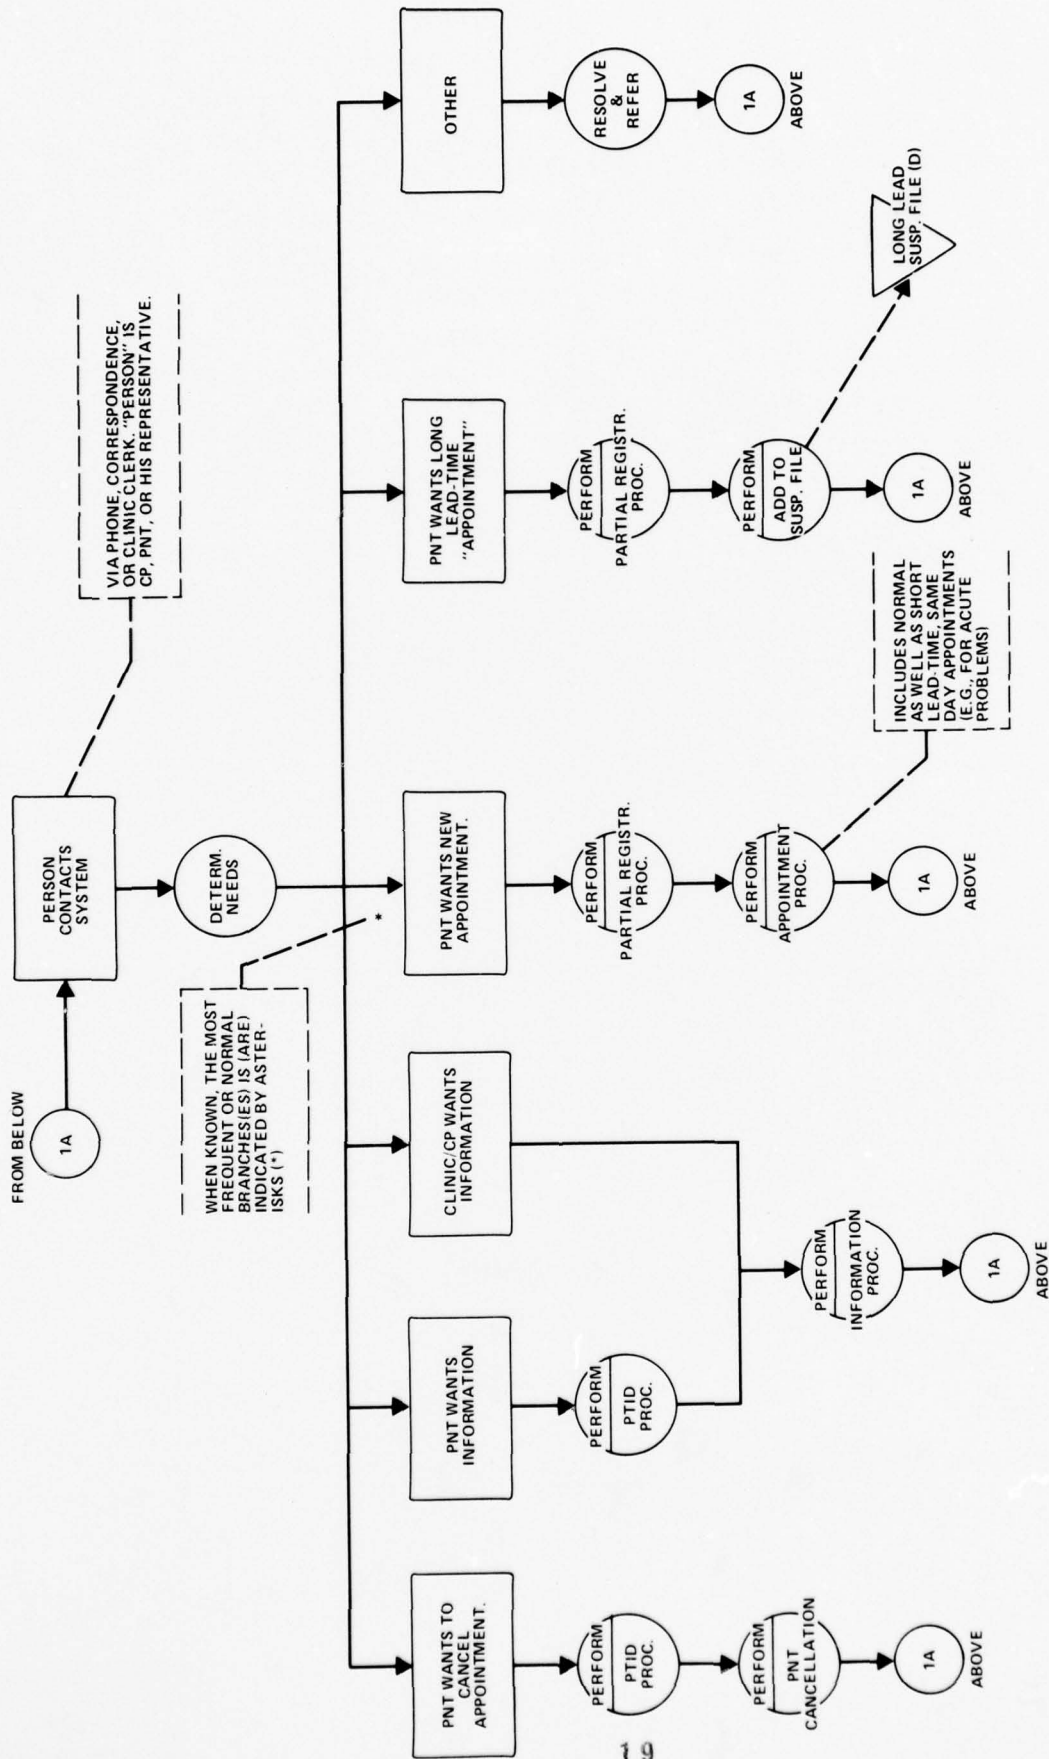 FROM BELOW
1A
PERSON
CONTACTS
SYSTEM
VIA PHONE, CORRESPONDENCE,
OR CLINIC CLERK. "PERSON" IS
CP, PNT, OR HIS REPRESENTATIVE.
DETERM.
NEEDS
WHEN KNOWN, THE MOST
FREQUENT OR NORMAL
BRANCHES(ES) IS (ARE)
INDICATED BY ASTER-
ISKS (*)
*
PNT WANTS TO
CANCEL
APPOINTMENT.
PERFORM
PTID
PROC.
PERFORM
PNT
CANCELLATION
1A
ABOVE
PNT WANTS
INFORMATION
PERFORM
PTID
PROC.
CLINIC/CP WANTS
INFORMATION
PERFORM
INFORMATION
PROC.
1A
ABOVE
PNT WANTS NEW
APPOINTMENT.
PERFORM
PARTIAL REGISTR.
PROC.
PERFORM
APPOINTMENT
PROC.
INCLUDES NORMAL
AS WELL AS SHORT
LEAD-TIME, SAME
DAY APPOINTMENTS
(E.G., FOR ACUTE
PROBLEMS)
1A
ABOVE
PNT WANTS LONG
LEAD-TIME
"APPOINTMENT"
PERFORM
PARTIAL REGISTR.
PROC.
PERFORM
ADD TO
SUSP. FILE
LONG LEAD
SUSP. FILE (D)
1A
ABOVE
OTHER
RESOLVE
&
REFER
1A
ABOVE
19